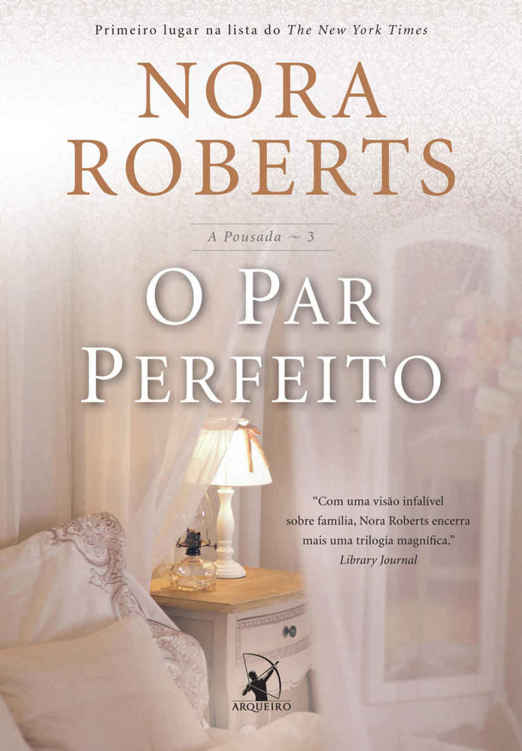 Primeiro lugar na lista do The New York Times
NORA
ROBERTS
A Pousada ~ 3
O PAR
PERFEITO
“Com uma visão infalível
sobre família, Nora Roberts encerra
mais uma trilogia magnífica.”
Library Journal
ARQUEIRO